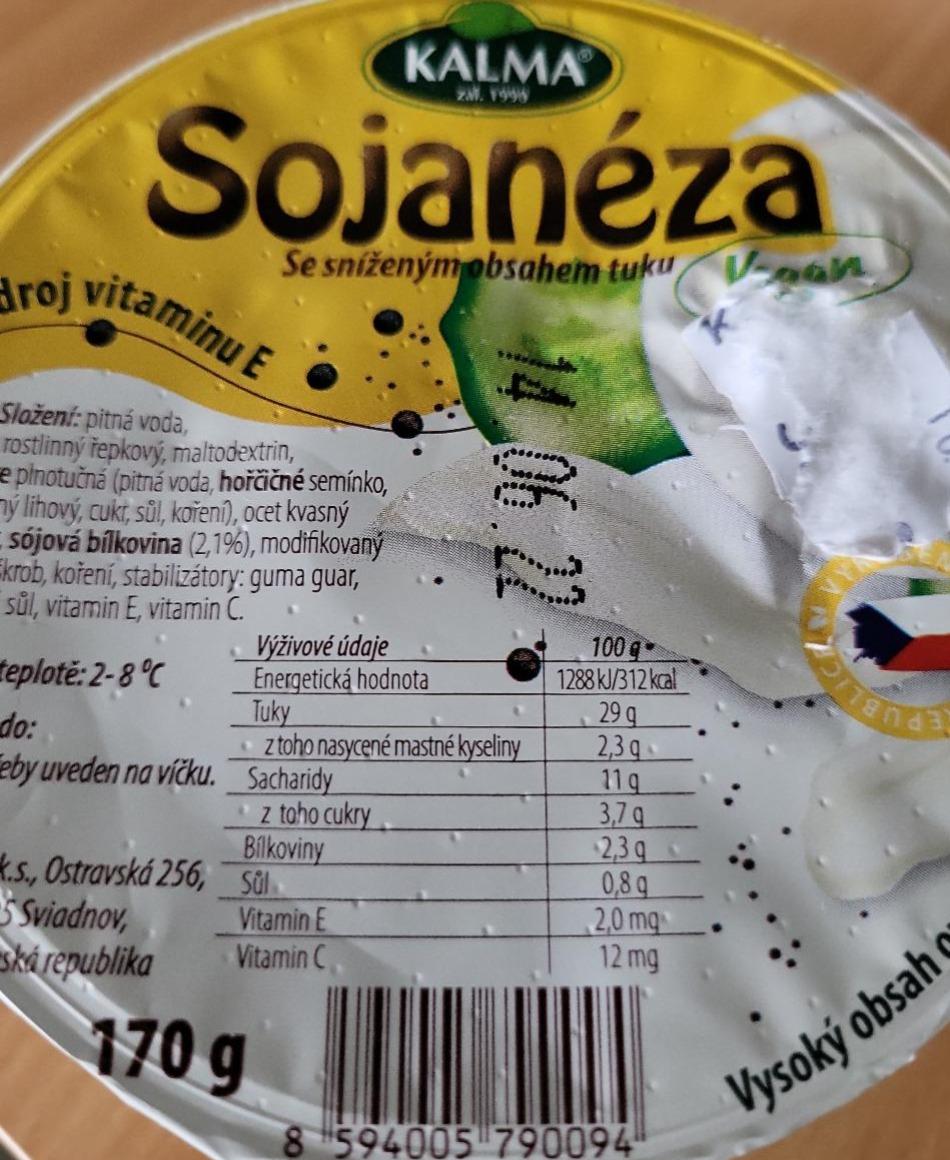 KALMA®
zal. 1990
Sojanéza
Se sníženým obsahem tuku
Vegan
droj vitaminu E
Složení: pitná voda,
rostlinný řepkový, maltodextrin,
e plnotučná (pitná voda, hořčičné semínko,
ný lihový, cukr, sůl, koření), ocet kvasný
sójová bílkovina (2,1%), modifikovaný
škrob, koření, stabilizátory: guma guar,
sůl, vitamin E, vitamin C.
teplotě: 2-8 °C
do:
řeby uveden na víčku.
k.s., Ostravská 256,
5 Sviadnov,
ská republika
Výživové údaje 100 g
Energetická hodnota 1288 kJ/312 kcal
Tuky 29 g
z toho nasycené mastné kyseliny 2,3 g
Sacharidy 11 g
z toho cukry 3,7 g
Bílkoviny 2,3 g
Sůl 0,8 g
Vitamin E 2,0 mg
Vitamin C 12 mg
170 g
Vysoký obsah
8 594005 790094